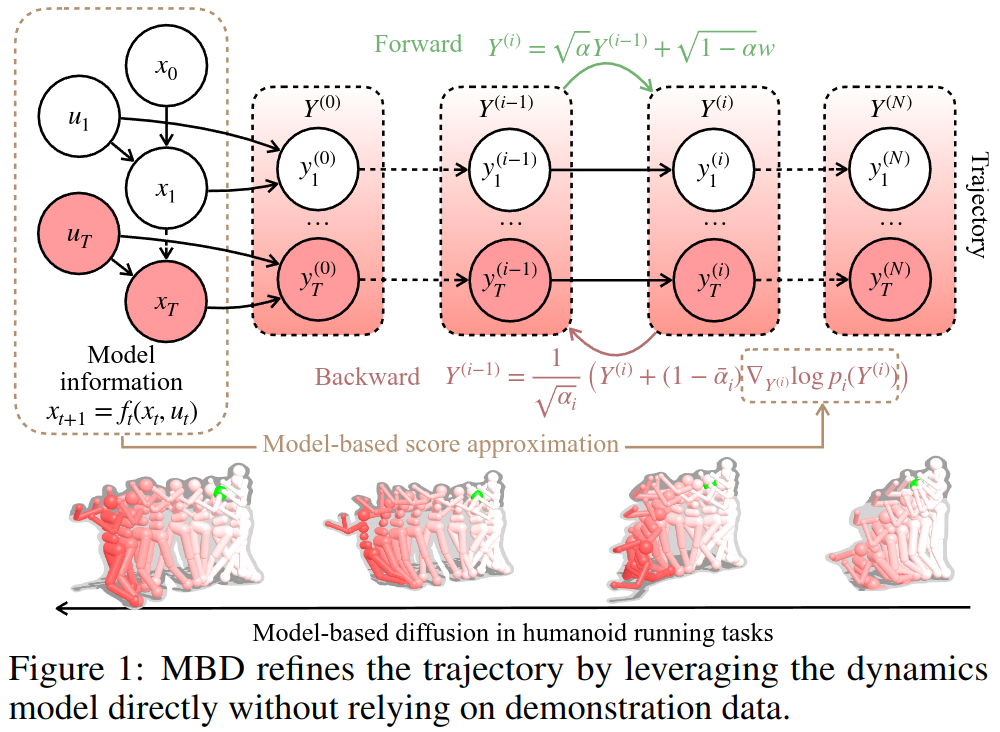 Forward $Y^{(i)} = \sqrt{\alpha} Y^{(i-1)} + \sqrt{1-\alpha} w$
$x_0$
$u_1$
$x_1$
$u_T$
$x_T$
Model
information
$x_{t+1} = f_t(x_t, u_t)$
$Y^{(0)}$ $Y^{(i-1)}$ $Y^{(i)}$ $Y^{(N)}$
$y_1^{(0)}$ $y_1^{(i-1)}$ $y_1^{(i)}$ $y_1^{(N)}$
... ... ... ...
$y_T^{(0)}$ $y_T^{(i-1)}$ $y_T^{(i)}$ $y_T^{(N)}$
Trajectory
Backward $Y^{(i-1)} = \frac{1}{\sqrt{\alpha_i}} \left( Y^{(i)} + (1 - \bar{\alpha}_i) \nabla_{Y^{(i)}} \log p_i(Y^{(i)}) \right)$
Model-based score approximation
Model-based diffusion in humanoid running tasks
Figure 1: MBD refines the trajectory by leveraging the dynamics
model directly without relying on demonstration data.